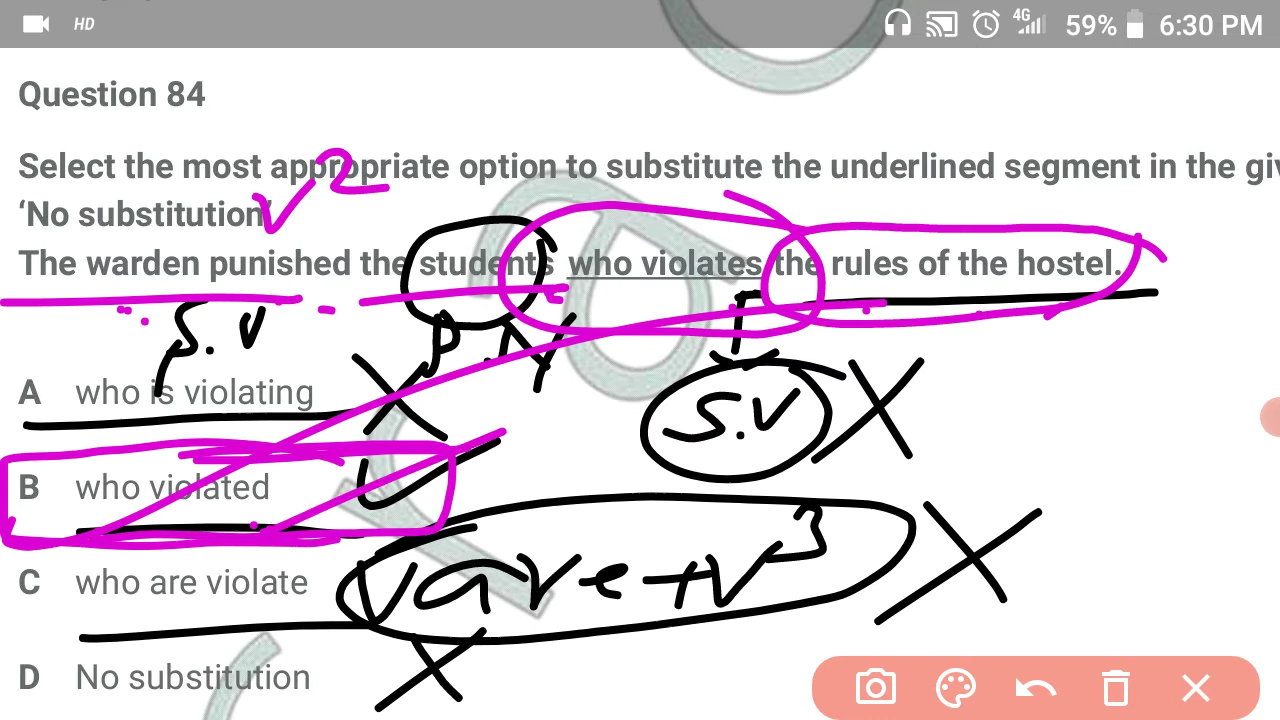 HD 4G 59% 6:30 PM
Question 84
Select the most appropriate option to substitute the underlined segment in the gi
‘No substitution’
V2
The warden punished the students who violates the rules of the hostel.
S.V P.N
A who is violating
S.V
B who violated
C who are violate
are + V3
D No substitution